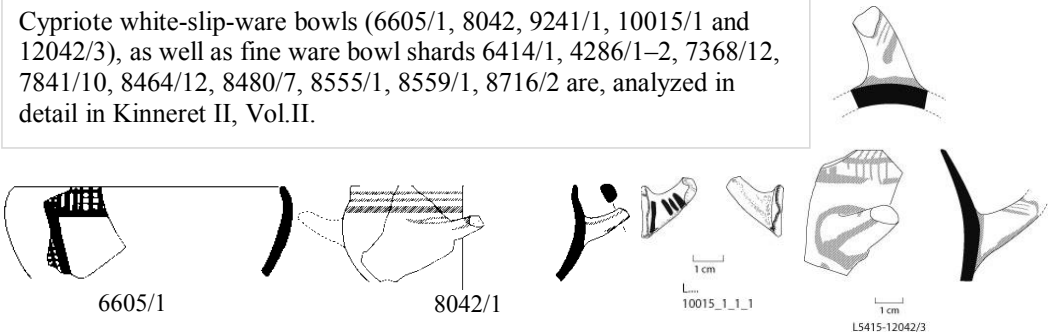 Cypriote white-slip-ware bowls (6605/1, 8042, 9241/1, 10015/1 and
12042/3), as well as fine ware bowl shards 6414/1, 4286/1–2, 7368/12,
7841/10, 8464/12, 8480/7, 8555/1, 8559/1, 8716/2 are, analyzed in
detail in Kinneret II, Vol.II.
6605/1
8042/1
1 cm
L....
10015_1_1_1
1 cm
L5415-12042/3